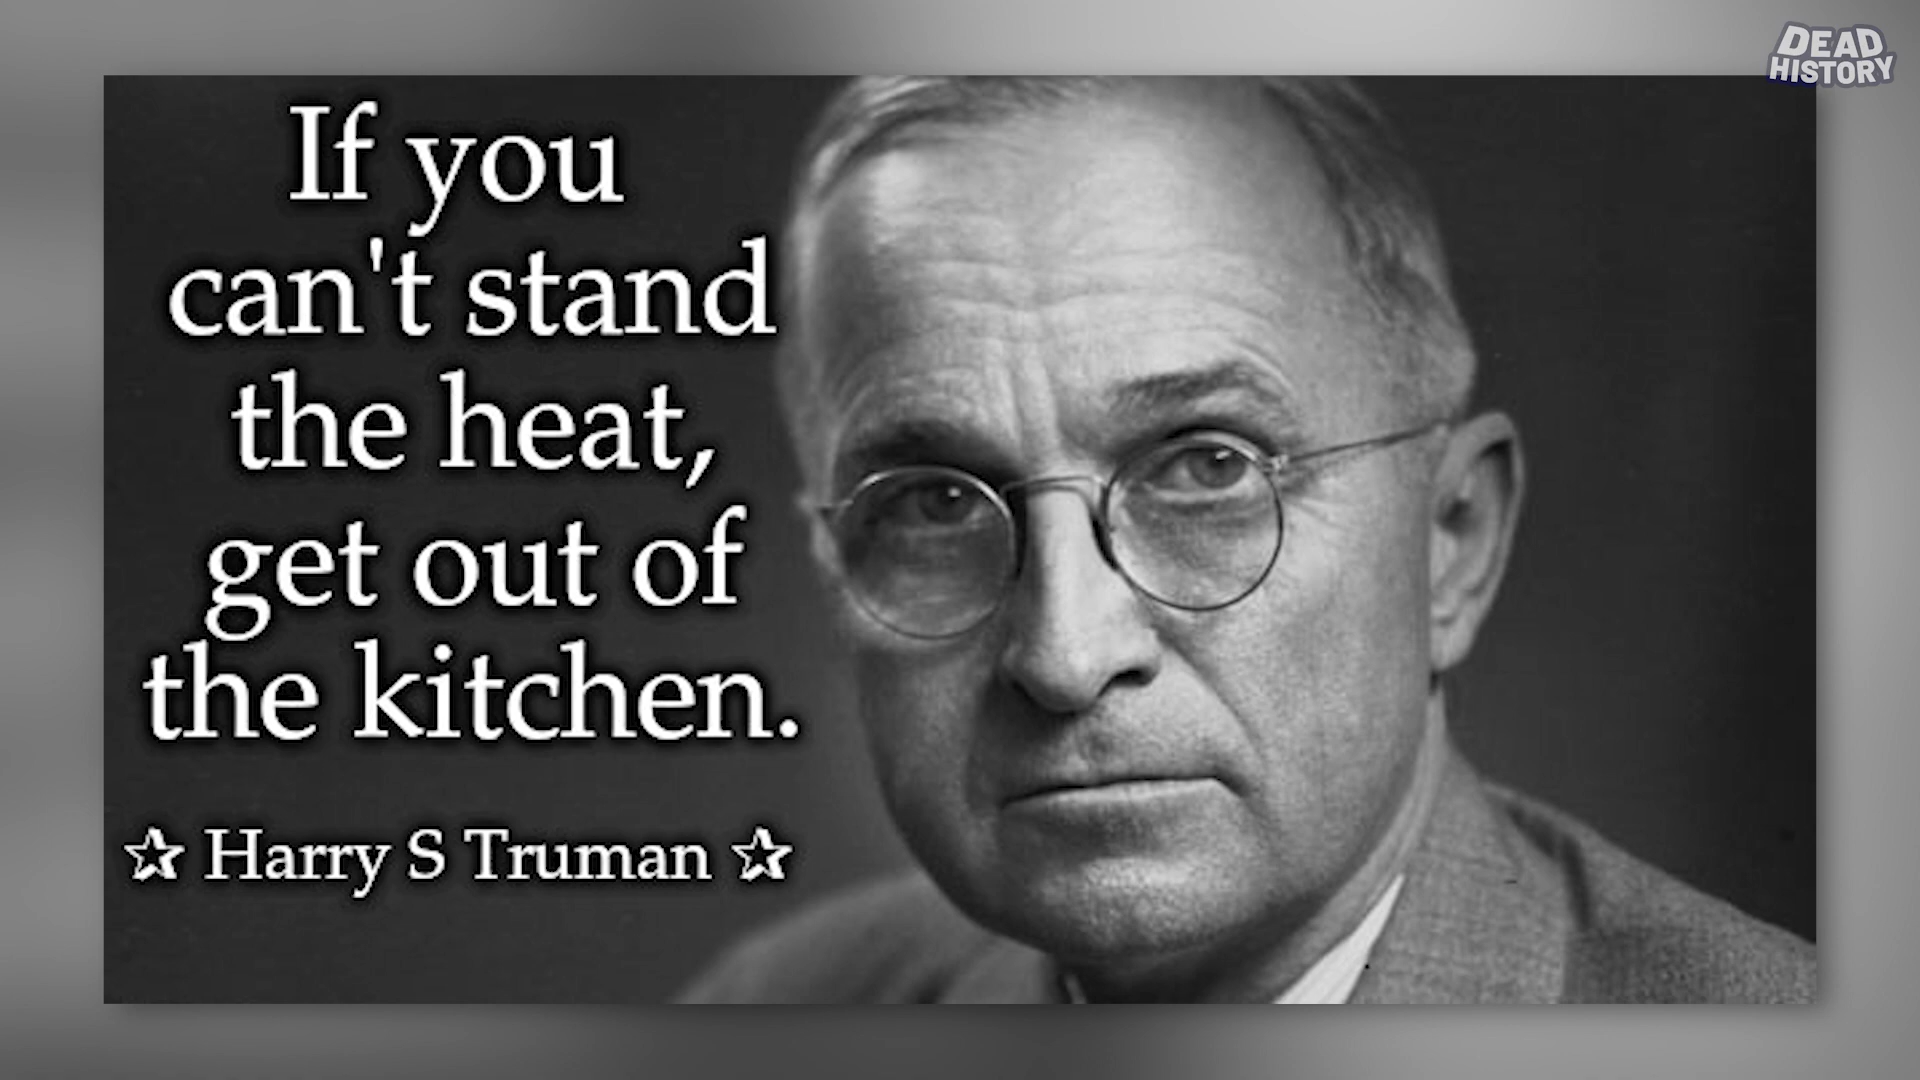 DEAD
HISTORY
If you
can't stand
the heat,
get out of
the kitchen.
☆ Harry S Truman ☆